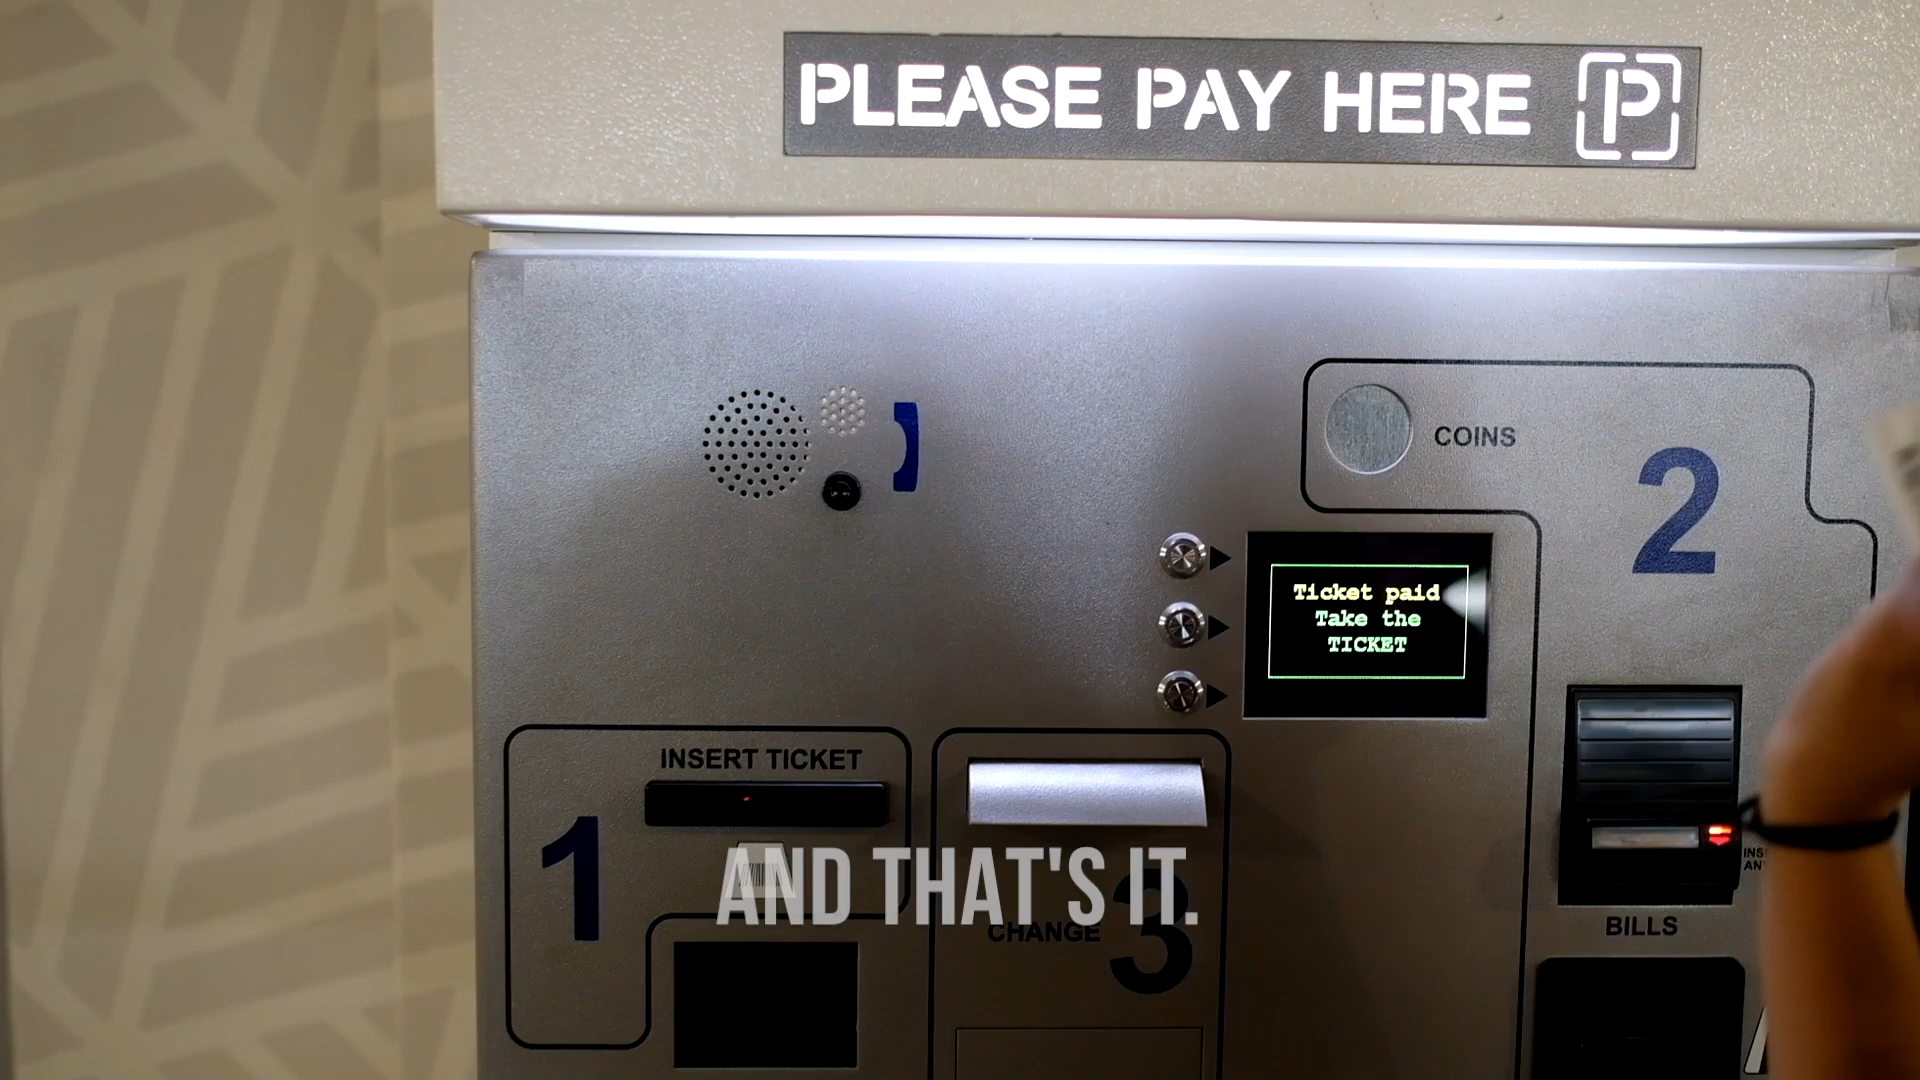 PLEASE PAY HERE P
COINS
2
Ticket paid
Take the
TICKET
INSERT TICKET
1
AND THAT'S IT.
CHANGE
3
BILLS